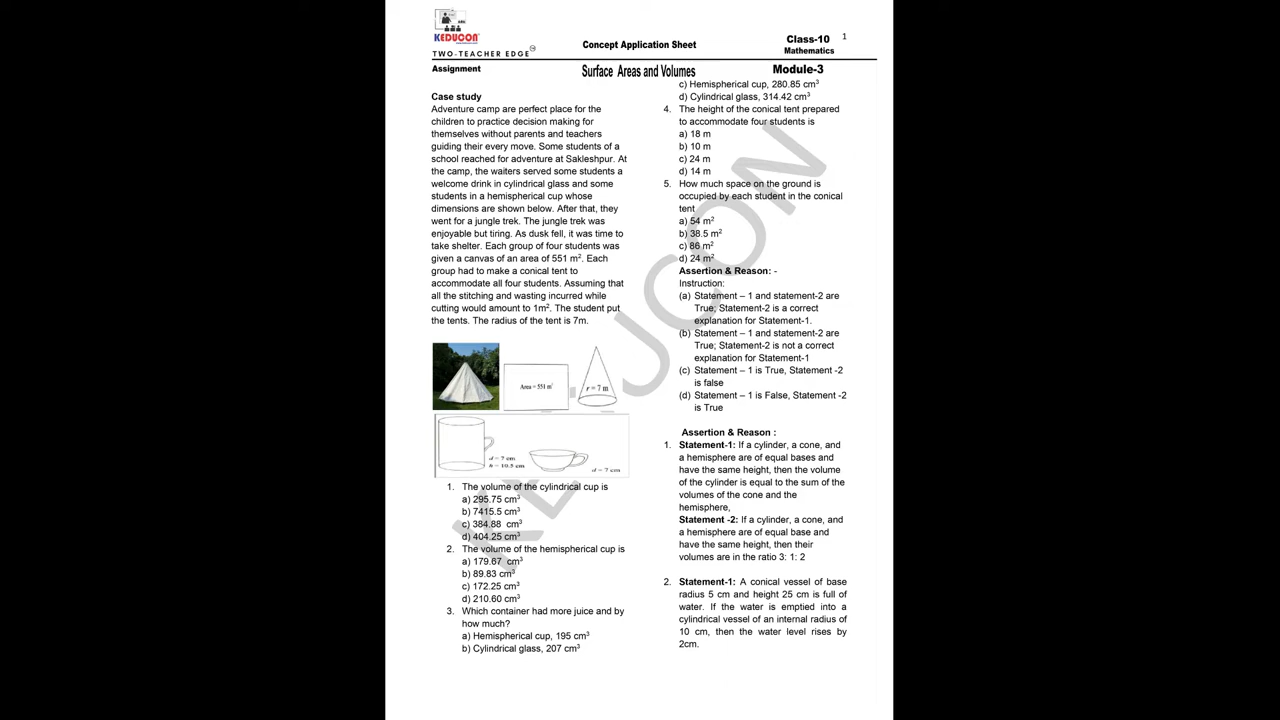 KEDUCON
TWO-TEACHER EDGE
Concept Application Sheet
Class-10
Mathematics
1
Assignment
Surface Areas and Volumes
Module-3
Case study
Adventure camp are perfect place for the
children to practice decision making for
themselves without parents and teachers
guiding their every move. Some students of a
school reached for adventure at Sakleshpur. At
the camp, the waiters served some students a
welcome drink in cylindrical glass and some
students in a hemispherical cup whose
dimensions are shown below. After that, they
went for a jungle trek. The jungle trek was
enjoyable but tiring. As dusk fell, it was time to
take shelter. Each group of four students was
given a canvas of an area of 551 m². Each
group had to make a conical tent to
accommodate all four students. Assuming that
all the stitching and wasting incurred while
cutting would amount to 1m². The student put
the tents. The radius of the tent is 7m.
Area = 551 m²
r = 7 m
d = 7 cm
h = 10.5 cm
d = 7 cm
1. The volume of the cylindrical cup is
a) 295.75 cm³
b) 7415.5 cm³
c) 384.88 cm³
d) 404.25 cm³
2. The volume of the hemispherical cup is
a) 179.67 cm³
b) 89.83 cm³
c) 172.25 cm³
d) 210.60 cm³
3. Which container had more juice and by
how much?
a) Hemispherical cup, 195 cm³
b) Cylindrical glass, 207 cm³
c) Hemispherical cup, 280.85 cm³
d) Cylindrical glass, 314.42 cm³
4. The height of the conical tent prepared
to accommodate four students is
a) 18 m
b) 10 m
c) 24 m
d) 14 m
5. How much space on the ground is
occupied by each student in the conical
tent
a) 54 m²
b) 38.5 m²
c) 86 m²
d) 24 m²
Assertion & Reason: -
Instruction:
(a) Statement – 1 and statement-2 are
True; Statement-2 is a correct
explanation for Statement-1.
(b) Statement – 1 and statement-2 are
True; Statement-2 is not a correct
explanation for Statement-1
(c) Statement – 1 is True, Statement -2
is false
(d) Statement – 1 is False, Statement -2
is True
Assertion & Reason :
1. Statement-1: If a cylinder, a cone, and
a hemisphere are of equal bases and
have the same height, then the volume
of the cylinder is equal to the sum of the
volumes of the cone and the
hemisphere,
Statement -2: If a cylinder, a cone, and
a hemisphere are of equal base and
have the same height, then their
volumes are in the ratio 3: 1: 2
2. Statement-1: A conical vessel of base
radius 5 cm and height 25 cm is full of
water. If the water is emptied into a
cylindrical vessel of an internal radius of
10 cm, then the water level rises by
2cm.